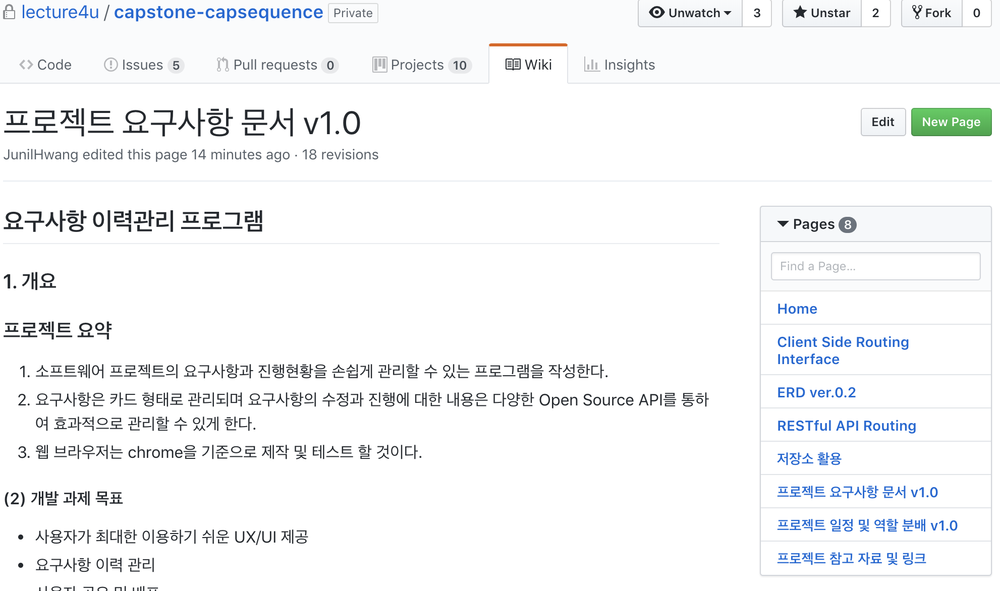 lecture4u / capstone-capsequence Private
Unwatch 3 Unstar 2 Fork 0
Code Issues 5 Pull requests 0 Projects 10 Wiki Insights
프로젝트 요구사항 문서 v1.0
Edit New Page
JunilHwang edited this page 14 minutes ago · 18 revisions
요구사항 이력관리 프로그램
1. 개요
프로젝트 요약
1. 소프트웨어 프로젝트의 요구사항과 진행현황을 손쉽게 관리할 수 있는 프로그램을 작성한다.
2. 요구사항은 카드 형태로 관리되며 요구사항의 수정과 진행에 대한 내용은 다양한 Open Source API를 통하
여 효과적으로 관리할 수 있게 한다.
3. 웹 브라우저는 chrome을 기준으로 제작 및 테스트 할 것이다.
(2) 개발 과제 목표
• 사용자가 최대한 이용하기 쉬운 UX/UI 제공
• 요구사항 이력 관리
Pages 8
Find a Page...
Home
Client Side Routing
Interface
ERD ver.0.2
RESTful API Routing
저장소 활용
프로젝트 요구사항 문서 v1.0
프로젝트 일정 및 역할 분배 v1.0
프로젝트 참고 자료 및 링크